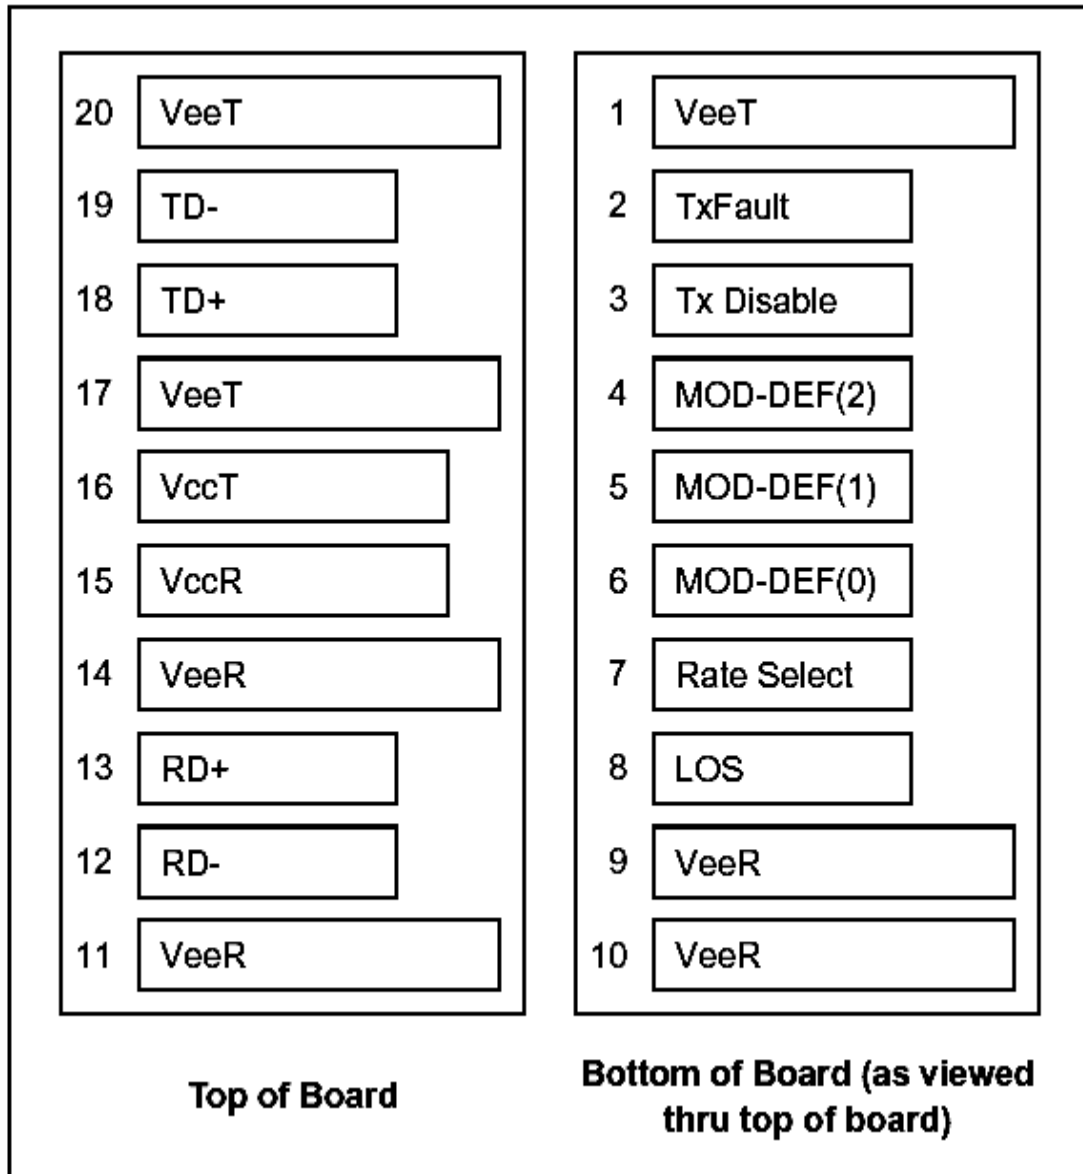 20 VeeT
19 TD-
18 TD+
17 VeeT
16 VccT
15 VccR
14 VeeR
13 RD+
12 RD-
11 VeeR
Top of Board
1 VeeT
2 TxFault
3 Tx Disable
4 MOD-DEF(2)
5 MOD-DEF(1)
6 MOD-DEF(0)
7 Rate Select
8 LOS
9 VeeR
10 VeeR
Bottom of Board (as viewed
thru top of board)